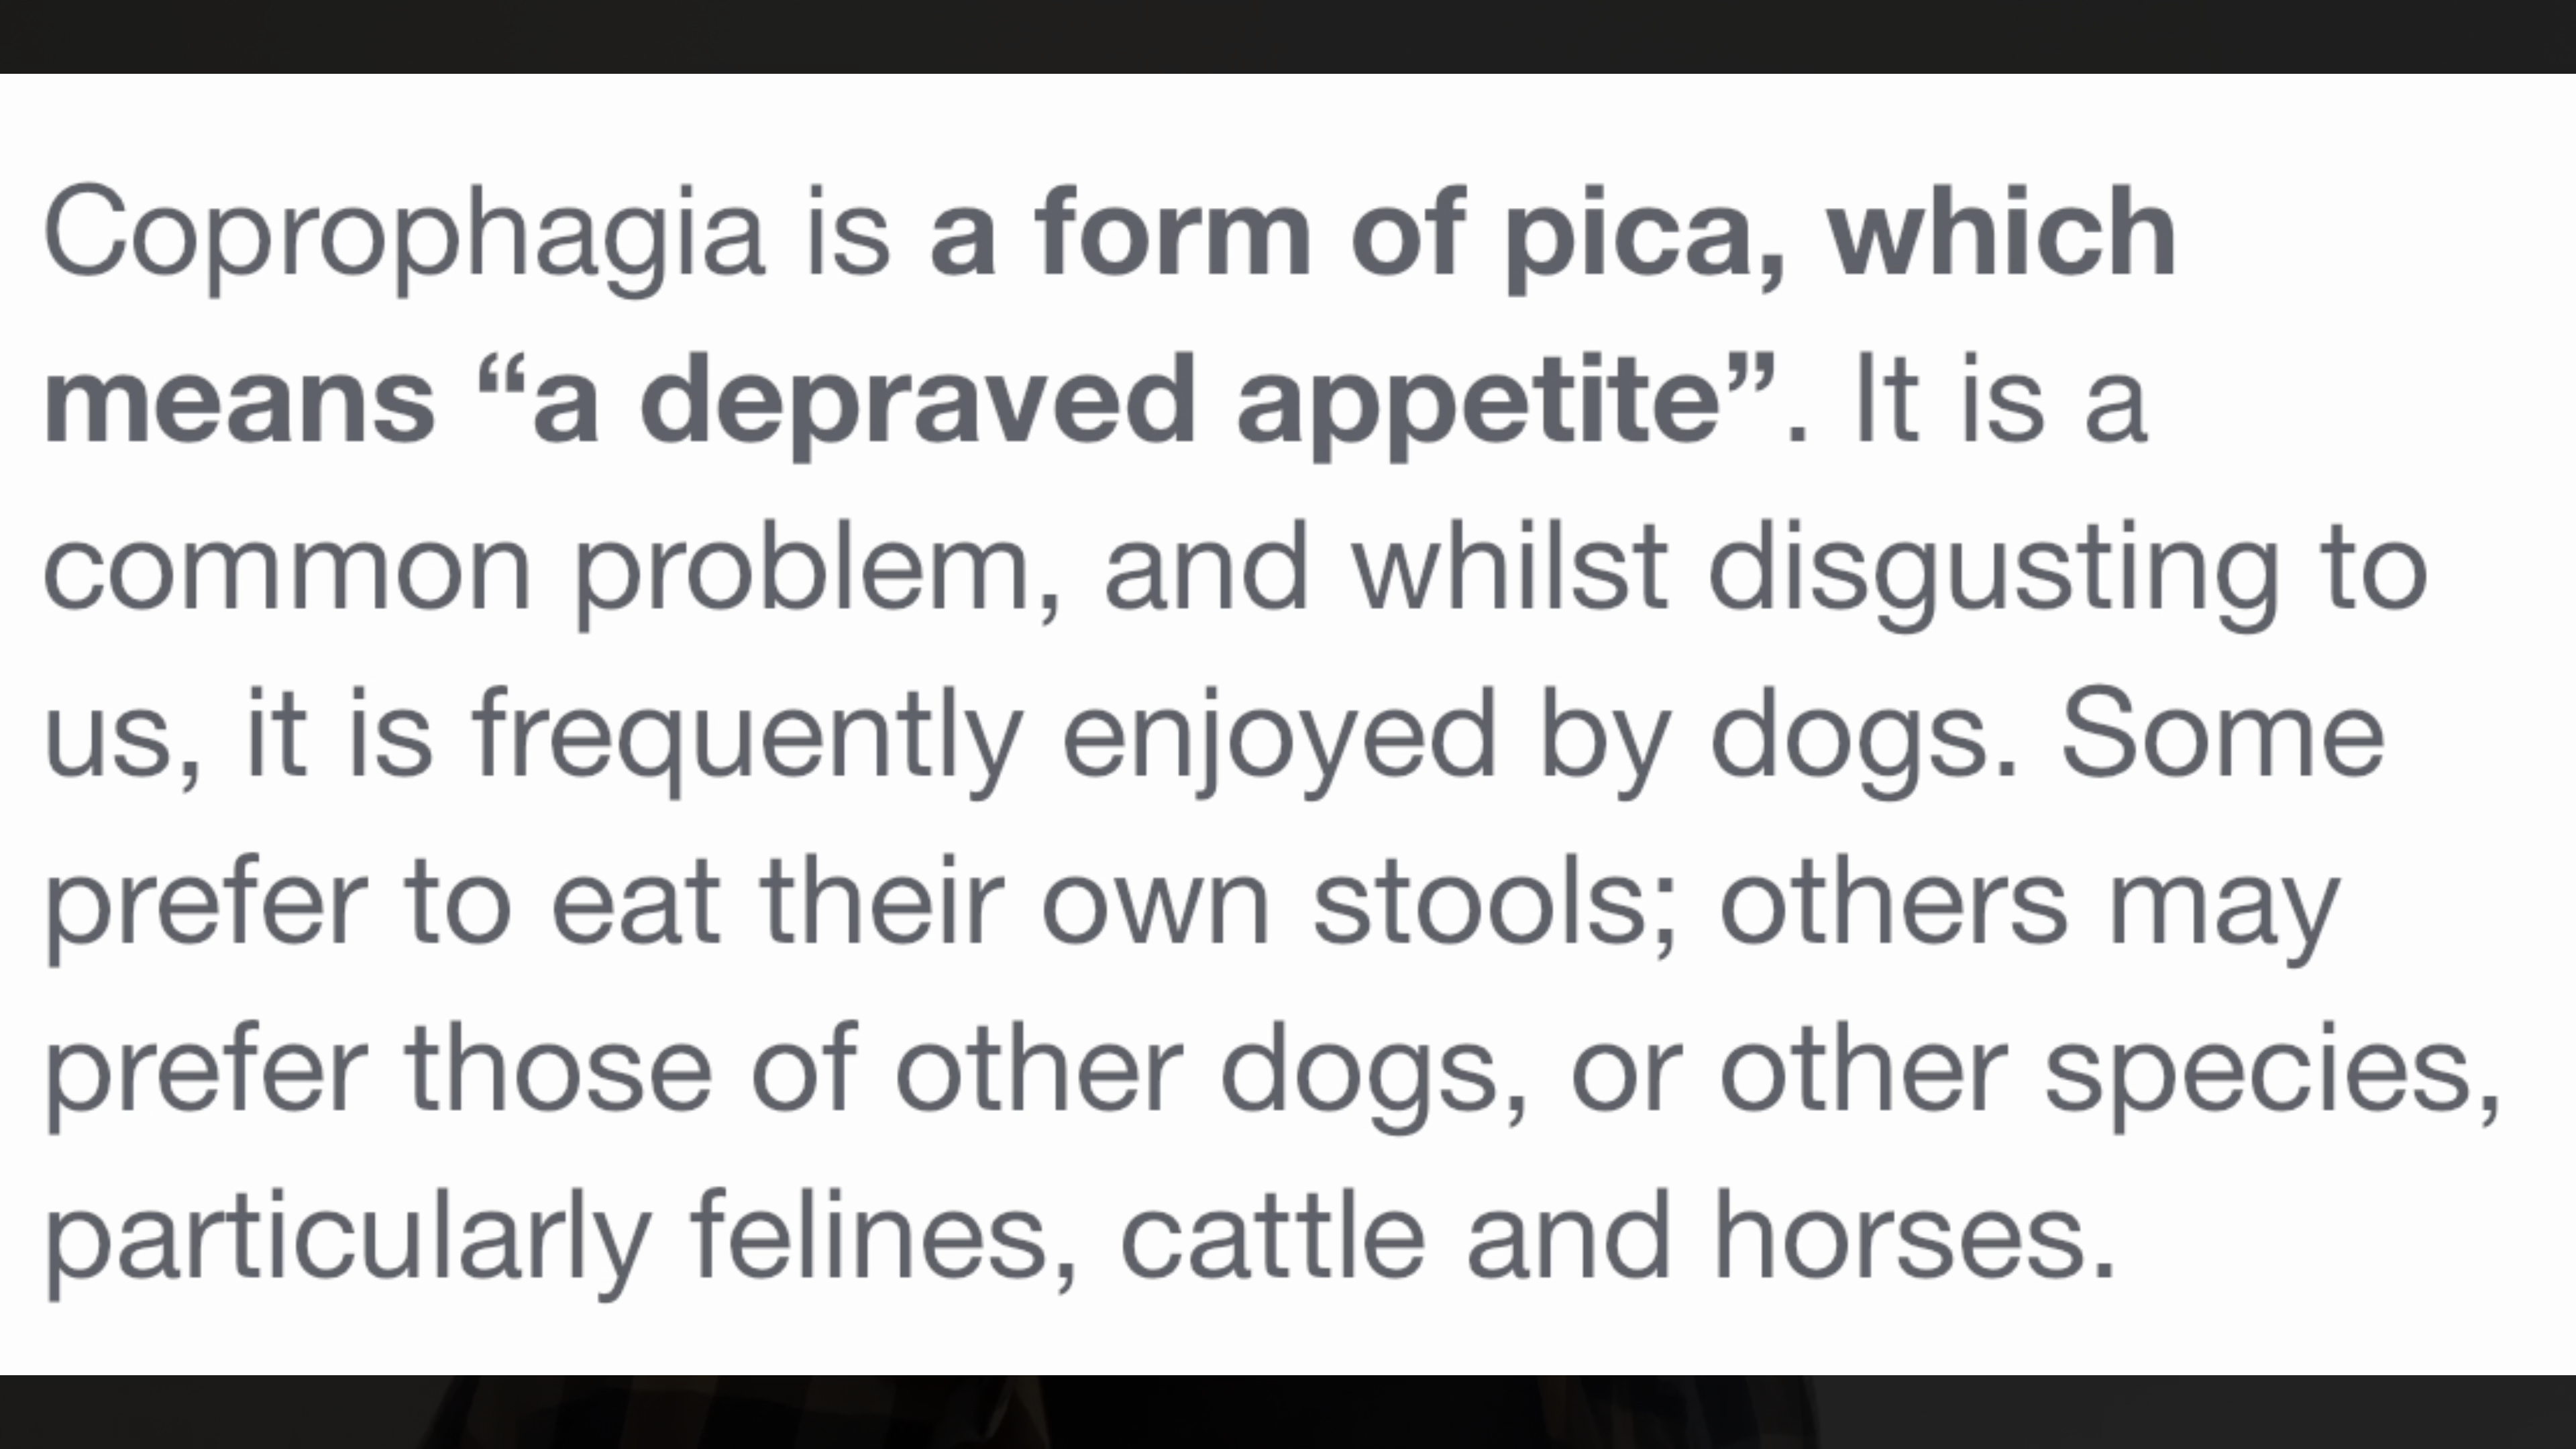 Coprophagia is a form of pica, which
means “a depraved appetite”. It is a
common problem, and whilst disgusting to
us, it is frequently enjoyed by dogs. Some
prefer to eat their own stools; others may
prefer those of other dogs, or other species,
particularly felines, cattle and horses.